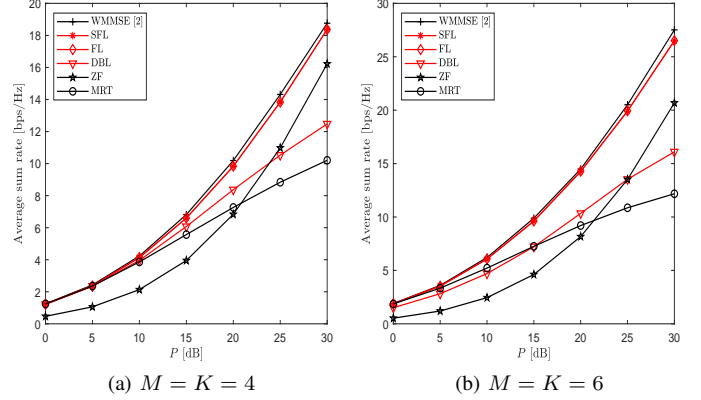 20
18
16
14
12
10
8
6
4
2
0
Average sum rate [bps/Hz]
WMMSE [2]
SFL
FL
DBL
ZF
MRT
0 5 10 15 20 25 30
P [dB]
(a) M = K = 4
30
25
20
15
10
5
0
Average sum rate [bps/Hz]
WMMSE [2]
SFL
FL
DBL
ZF
MRT
0 5 10 15 20 25 30
P [dB]
(b) M = K = 6